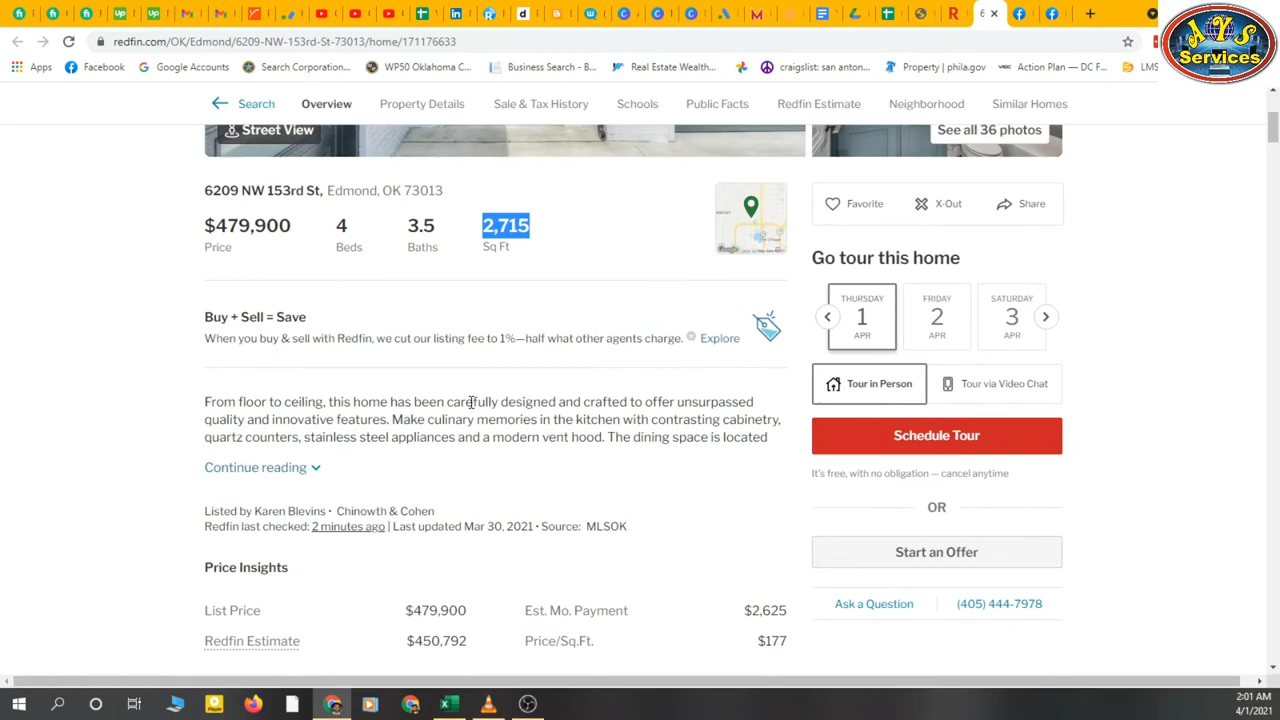 redfin.com/OK/Edmond/6209-NW-153rd-St-73013/home/171176633
Apps
Facebook
Google Accounts
Search Corporation...
WP50 Oklahoma C...
Business Search - B...
Real Estate Wealth...
craigslist: san anton...
Property | phila.gov
Action Plan — DC F...
LMS
AYS
Services
Search
Overview
Property Details
Sale & Tax History
Schools
Public Facts
Redfin Estimate
Neighborhood
Similar Homes
Street View
See all 36 photos
6209 NW 153rd St, Edmond, OK 73013
$479,900
4
3.5
2,715
Price
Beds
Baths
Sq Ft
Favorite
X-Out
Share
Go tour this home
THURSDAY
1
APR
FRIDAY
2
APR
SATURDAY
3
APR
Buy + Sell = Save
When you buy & sell with Redfin, we cut our listing fee to 1%—half what other agents charge.
Explore
Tour in Person
Tour via Video Chat
Schedule Tour
It's free, with no obligation — cancel anytime
OR
Start an Offer
Ask a Question
(405) 444-7978
From floor to ceiling, this home has been carefully designed and crafted to offer unsurpassed
quality and innovative features. Make culinary memories in the kitchen with contrasting cabinetry,
quartz counters, stainless steel appliances and a modern vent hood. The dining space is located
Continue reading
Listed by Karen Blevins • Chinowth & Cohen
Redfin last checked: 2 minutes ago | Last updated Mar 30, 2021 • Source: MLSOK
Price Insights
List Price $479,900 Est. Mo. Payment $2,625
Redfin Estimate $450,792 Price/Sq.Ft. $177
2:01 AM
4/1/2021